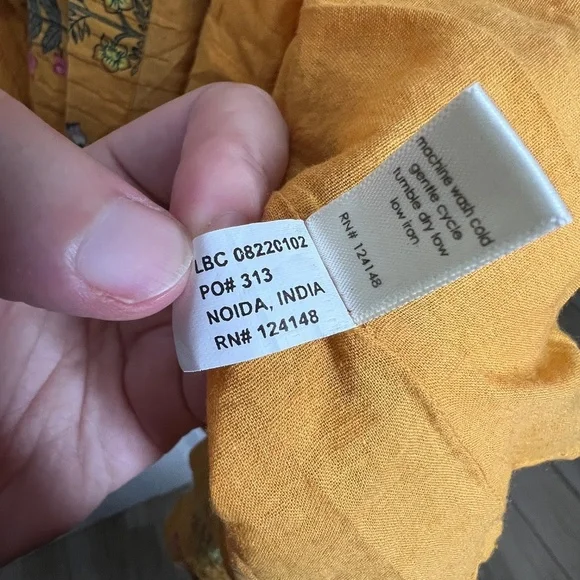 LBC 08220102
PO# 313
NOIDA, INDIA
RN# 124148
machine wash cold
gentle cycle
tumble dry low
low iron
RN# 124148